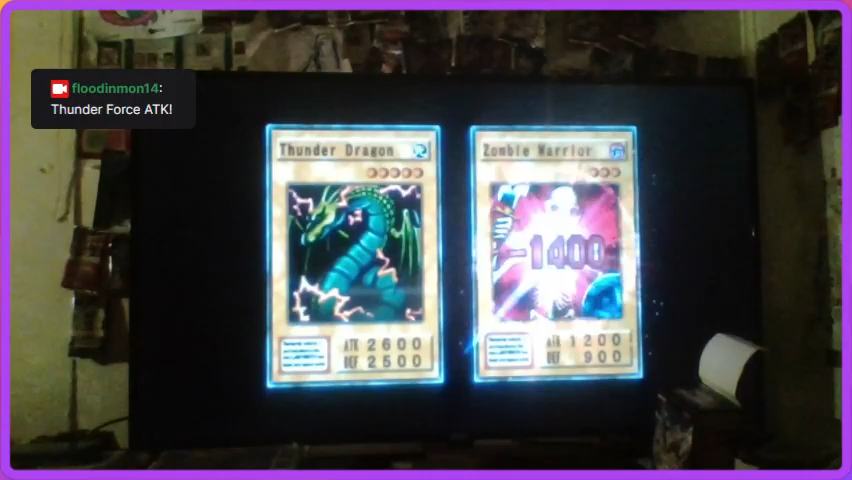 floodinmon14:
Thunder Force ATK!
Thunder Dragon
ATK 2600
DEF 2500
Zombie Warrior
-1400
ATK 1200
DEF 900